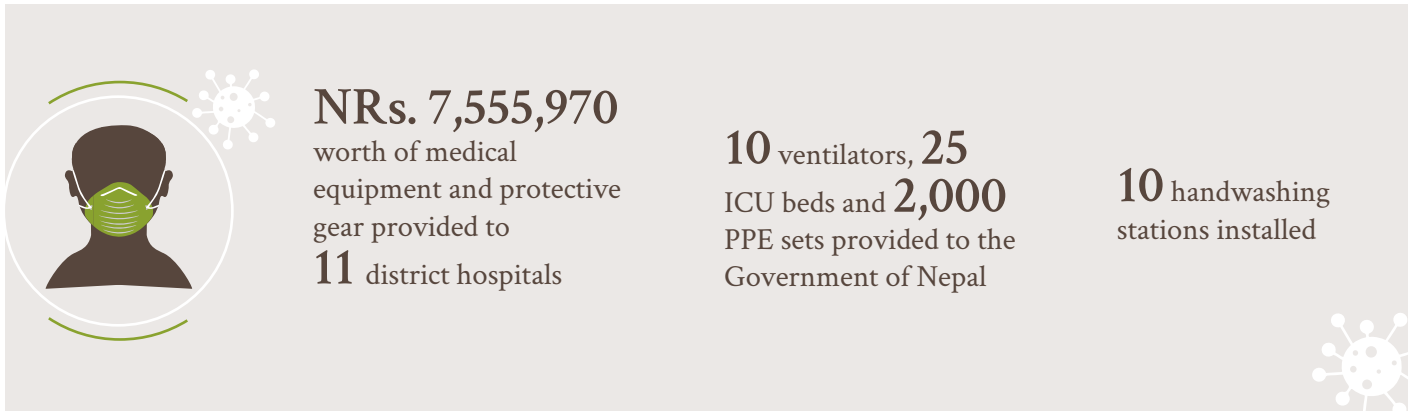 NRs. 7,555,970
worth of medical
equipment and protective
gear provided to
11 district hospitals
10 ventilators, 25
ICU beds and 2,000
PPE sets provided to the
Government of Nepal
10 handwashing
stations installed